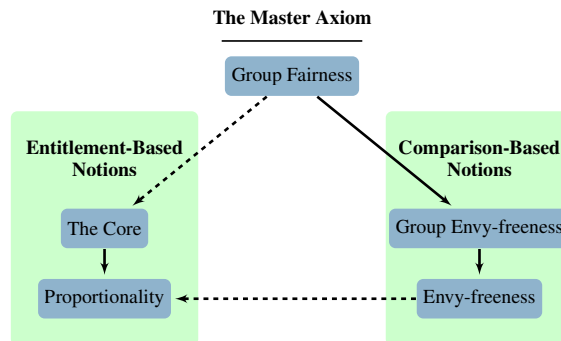 The Master Axiom
Group Fairness
Entitlement-Based
Notions
Comparison-Based
Notions
The Core
Group Envy-freeness
Proportionality
Envy-freeness